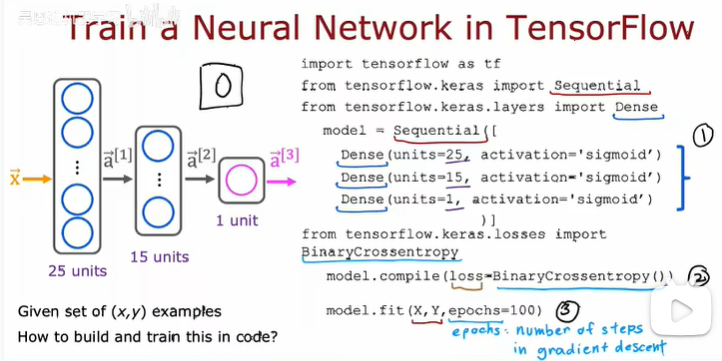 Train a Neural Network in TensorFlow
0
x
a[1]
a[2]
a[3]
25 units
15 units
1 unit
Given set of (x,y) examples
How to build and train this in code?
import tensorflow as tf
from tensorflow.keras import Sequential
from tensorflow.keras.layers import Dense
model = Sequential([
Dense(units=25, activation='sigmoid')
Dense(units=15, activation='sigmoid')
Dense(units=1, activation='sigmoid')
)]
1
from tensorflow.keras.losses import
BinaryCrossentropy
model.compile(loss=BinaryCrossentropy()) 2
model.fit(X,Y,epochs=100) 3
epochs: number of steps
in gradient descent